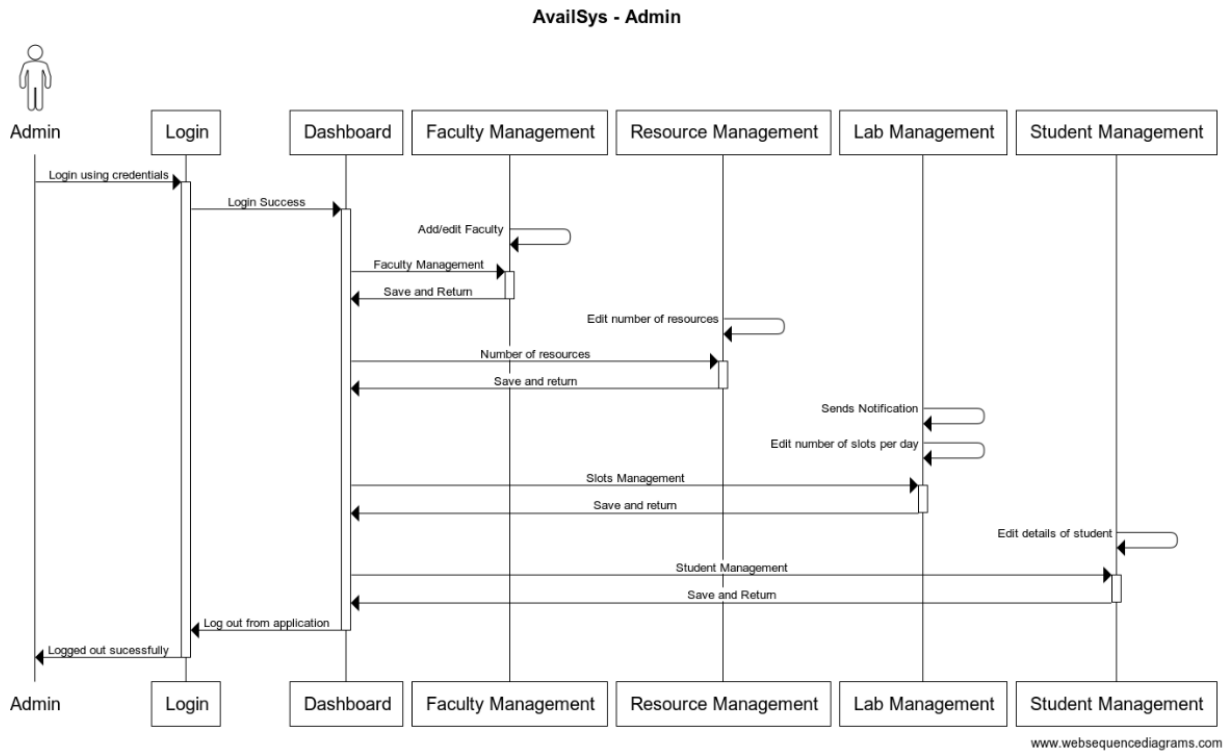 AvailSys - Admin
Admin
Login
Dashboard
Faculty Management
Resource Management
Lab Management
Student Management
Login using credentials
Login Success
Add/edit Faculty
Faculty Management
Save and Return
Edit number of resources
Number of resources
Save and return
Sends Notification
Edit number of slots per day
Slots Management
Save and return
Edit details of student
Student Management
Save and Return
Log out from application
Logged out sucessfully
Admin
Login
Dashboard
Faculty Management
Resource Management
Lab Management
Student Management
www.websequencediagrams.com